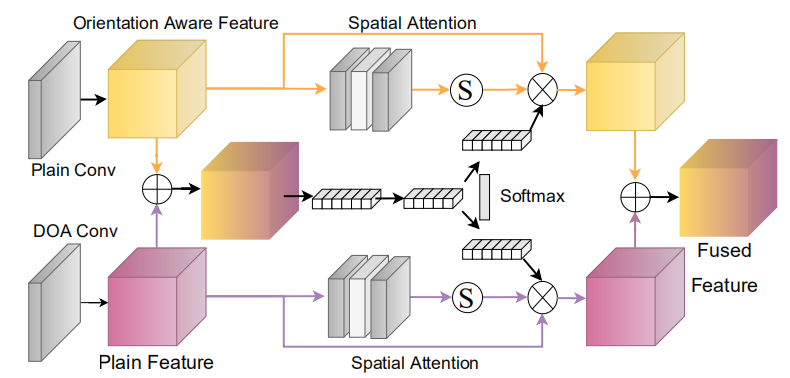 Orientation Aware Feature
Spatial Attention
S
Plain Conv
Softmax
DOA Conv
Fused
Feature
S
Plain Feature
Spatial Attention